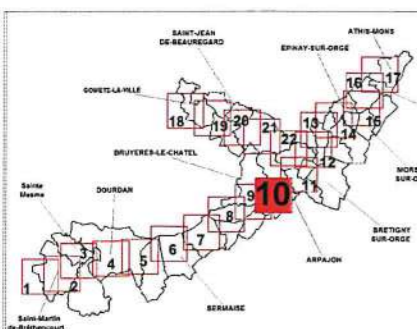 ATHIS-MONS
SAINT-JEAN
DE-BEAUREGARD
EPINAY-SUR-ORGE
17
16
GOMETZ-LA-VILLE
18
19
20
21
13
14
15
22
12
MORS
SUR-O
BRUYERES-LE-CHATEL
11
10
9
BRETIGNY
SUR-ORGE
Sainte
Mesme
DOURDAN
8
ARPAJON
7
6
5
4
3
2
1
SERMAISE
Saint-Martin
de-Bréthencourt